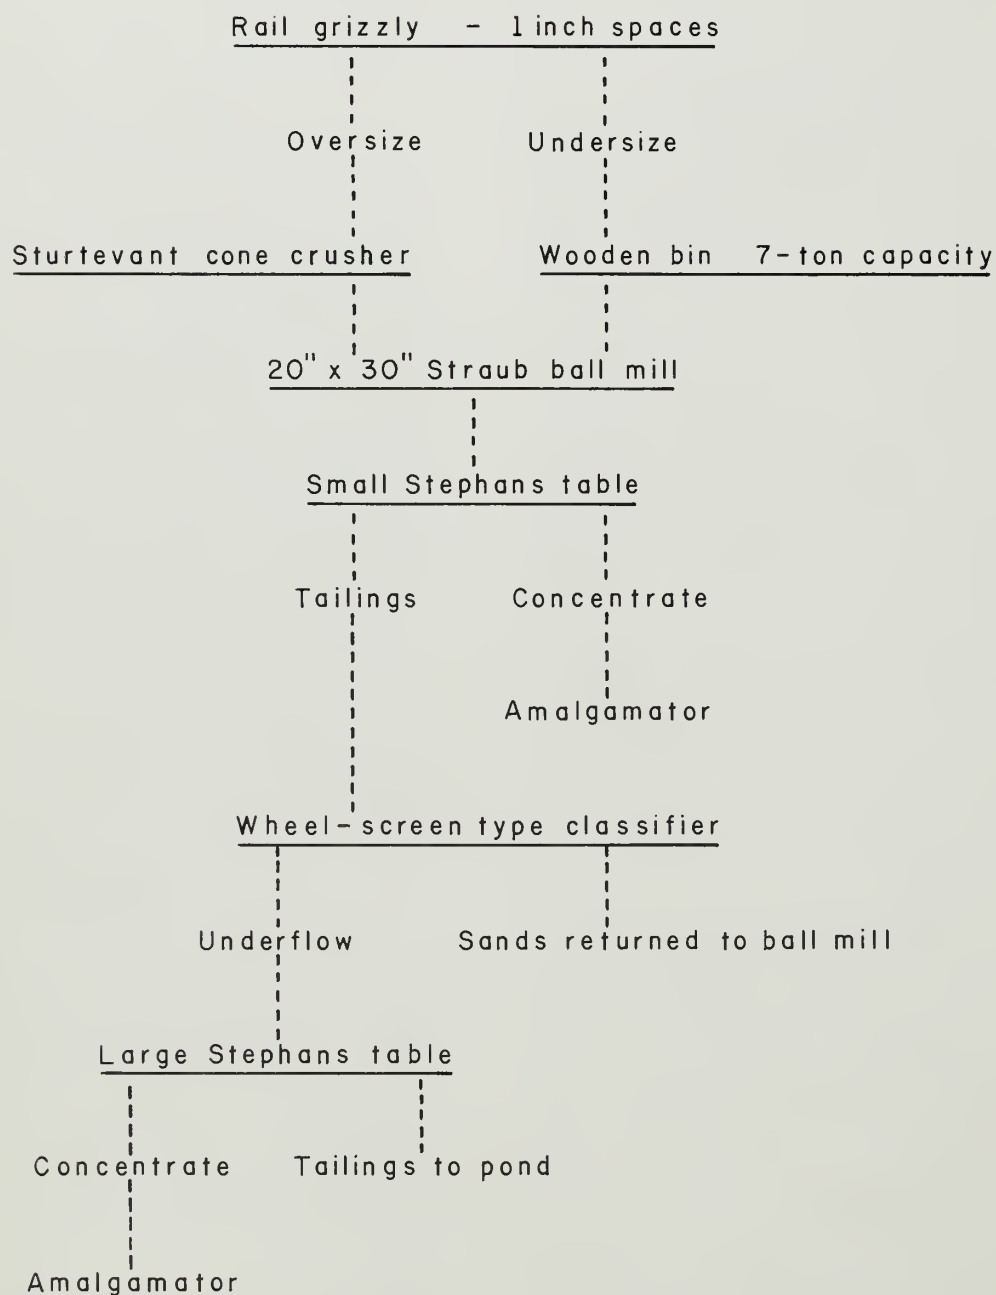 Rail grizzly - 1 inch spaces
Oversize Undersize
Sturtevant cone crusher Wooden bin 7-ton capacity
20" x 30" Straub ball mill
Small Stephans table
Tailings Concentrate
Amalgamator
Wheel-screen type classifier
Underflow Sands returned to ball mill
Large Stephans table
Concentrate Tailings to pond
Amalgamator